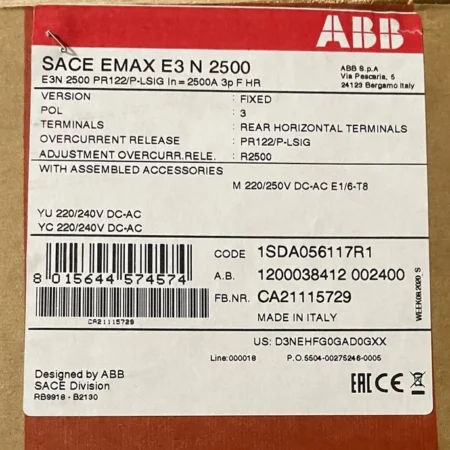 ABB
SACE EMAX E3 N 2500
E3N 2500 PR122/P-LSIG In = 2500A 3p F HR
ABB S.p.A
Via Pescaria, 5
24123 Bergamo Italy
VERSION : FIXED
POL : 3
TERMINALS : REAR HORIZONTAL TERMINALS
OVERCURRENT RELEASE : PR122/P-LSIG
ADJUSTMENT OVERCURR.RELE. : R2500
WITH ASSEMBLED ACCESSORIES
M 220/250V DC-AC E1/6-T8
YU 220/240V DC-AC
YC 220/240V DC-AC
8 015644 574574
CA21115729
CODE 1SDA056117R1
A.B. 1200038412 002400
FB.NR. CA21115729
MADE IN ITALY
WEEK08.2020_S
US: D3NEHFG0GAD0GXX
Line:000018 P.O.5504-00275246-0005
Designed by ABB
SACE Division
RB9918 - B2130
EAC CE